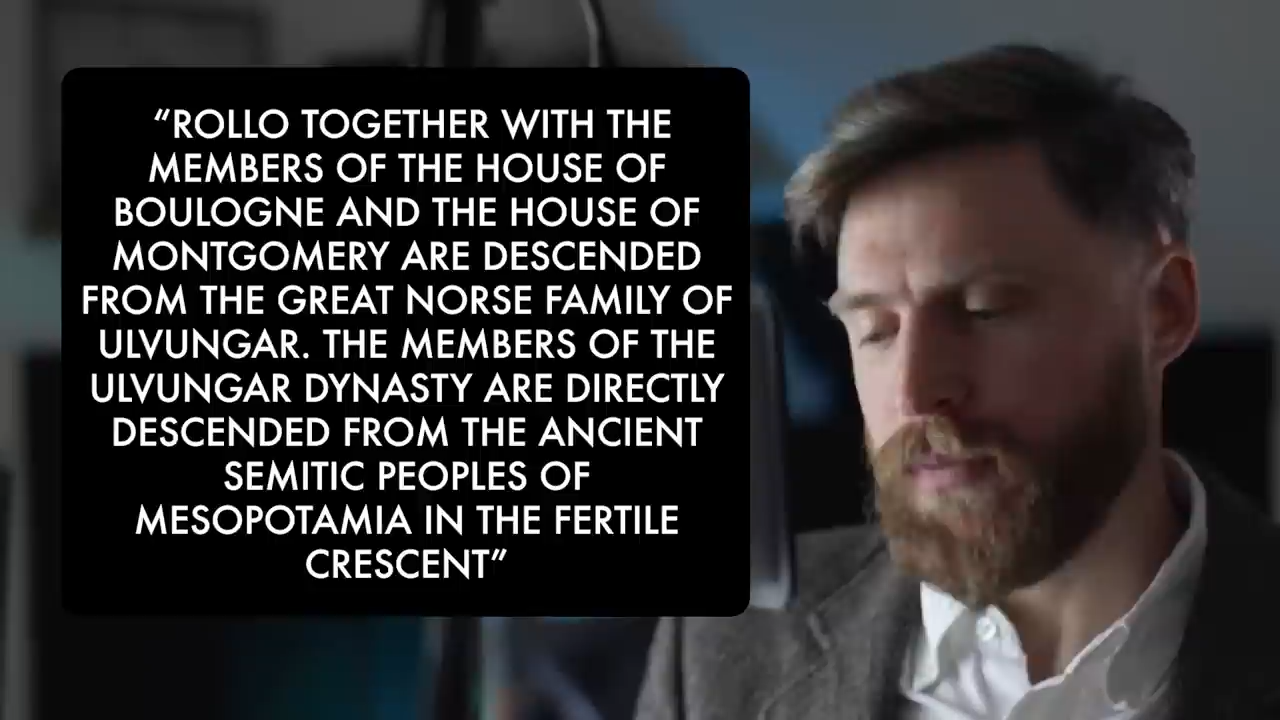 “ROLLO TOGETHER WITH THE
MEMBERS OF THE HOUSE OF
BOULOGNE AND THE HOUSE OF
MONTGOMERY ARE DESCENDED
FROM THE GREAT NORSE FAMILY OF
ULVUNGAR. THE MEMBERS OF THE
ULVUNGAR DYNASTY ARE DIRECTLY
DESCENDED FROM THE ANCIENT
SEMITIC PEOPLES OF
MESOPOTAMIA IN THE FERTILE
CRESCENT”